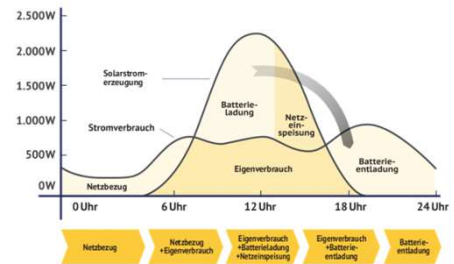 2.500W
2.000W
1.500W
1.000W
500W
0W
Solarstrom-
erzeugung
Stromverbrauch
Batterie-
ladung
Netz-
ein-
speisung
Eigenverbrauch
Batterie-
entladung
Netzbezug
0 Uhr
6 Uhr
12 Uhr
18 Uhr
24 Uhr
Netzbezug
Netzbezug
+Eigenverbrauch
Eigenverbrauch
+Batterieladung
+Netzeinspeisung
Eigenverbrauch
+Batterie-
entladung
Batterie-
entladung